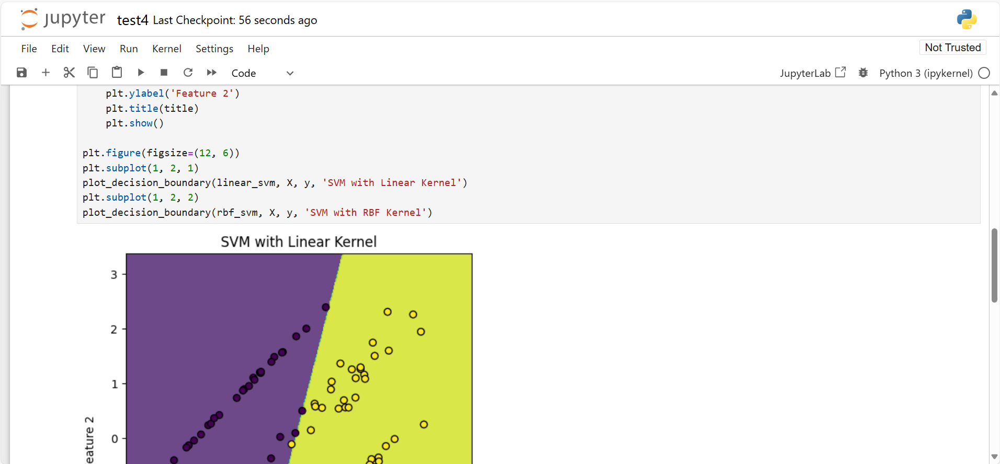 jupyter test4 Last Checkpoint: 56 seconds ago
File Edit View Run Kernel Settings Help
Not Trusted
Code
JupyterLab
Python 3 (ipykernel)
    plt.ylabel('Feature 2')
    plt.title(title)
    plt.show()
plt.figure(figsize=(12, 6))
plt.subplot(1, 2, 1)
plot_decision_boundary(linear_svm, X, y, 'SVM with Linear Kernel')
plt.subplot(1, 2, 2)
plot_decision_boundary(rbf_svm, X, y, 'SVM with RBF Kernel')
SVM with Linear Kernel
3
2
1
0
eature 2